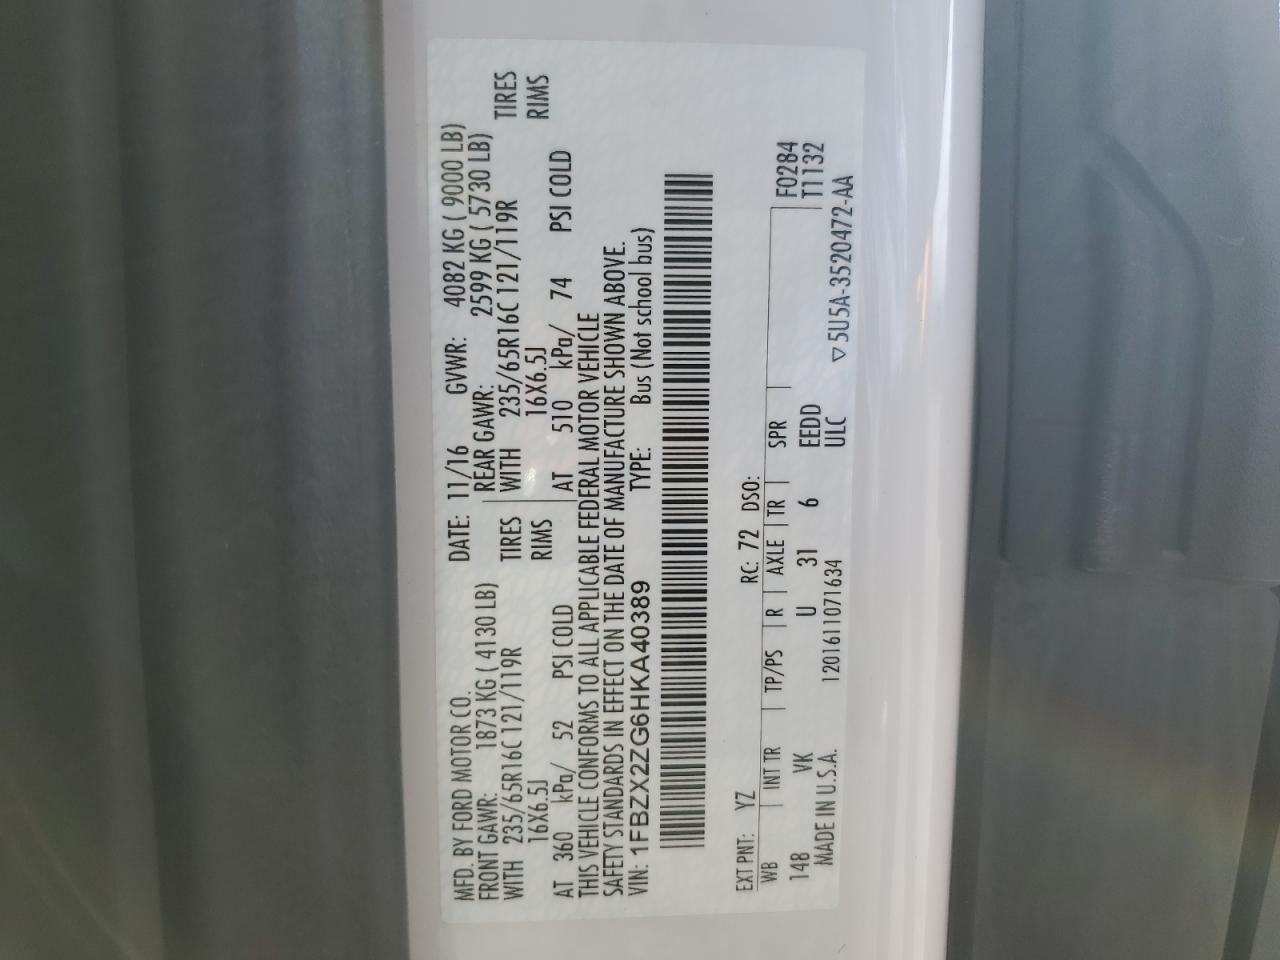 MFD. BY FORD MOTOR CO. DATE: 11/16 GVWR: 4082 KG ( 9000 LB)
FRONT GAWR: 1873 KG ( 4130 LB) REAR GAWR: 2599 KG ( 5730 LB)
WITH 235/65R16C 121/119R TIRES WITH 235/65R16C 121/119R TIRES
16X6.5J RIMS 16X6.5J RIMS
AT 360 kPa/ 52 PSI COLD AT 510 kPa/ 74 PSI COLD
THIS VEHICLE CONFORMS TO ALL APPLICABLE FEDERAL MOTOR VEHICLE
SAFETY STANDARDS IN EFFECT ON THE DATE OF MANUFACTURE SHOWN ABOVE.
VIN: 1FBZX2ZG6HKA40389 TYPE: Bus (Not school bus)
EXT PNT: YZ RC: 72 DSO:
WB INT TR TP/PS R AXLE TR SPR F0284
148 VK U 31 6 EEDD T1132
MADE IN U.S.A. 1201611071634 ULC ▽5U5A-3520472-AA